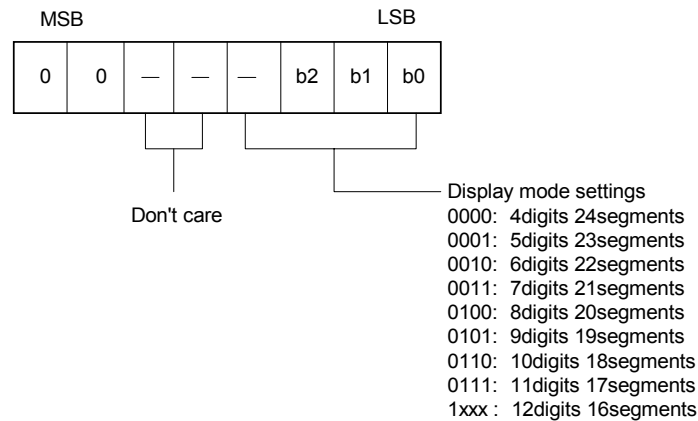 MSB LSB
0 0 — — — b2 b1 b0
Don't care
Display mode settings
0000: 4digits 24segments
0001: 5digits 23segments
0010: 6digits 22segments
0011: 7digits 21segments
0100: 8digits 20segments
0101: 9digits 19segments
0110: 10digits 18segments
0111: 11digits 17segments
1xxx : 12digits 16segments